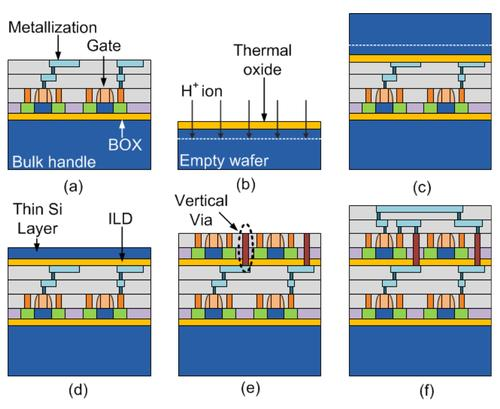 Metallization
Gate
BOX
Bulk handle
(a)
Thermal
oxide
H+ ion
Empty wafer
(b)
(c)
Thin Si
Layer
ILD
(d)
Vertical
Via
(e)
(f)